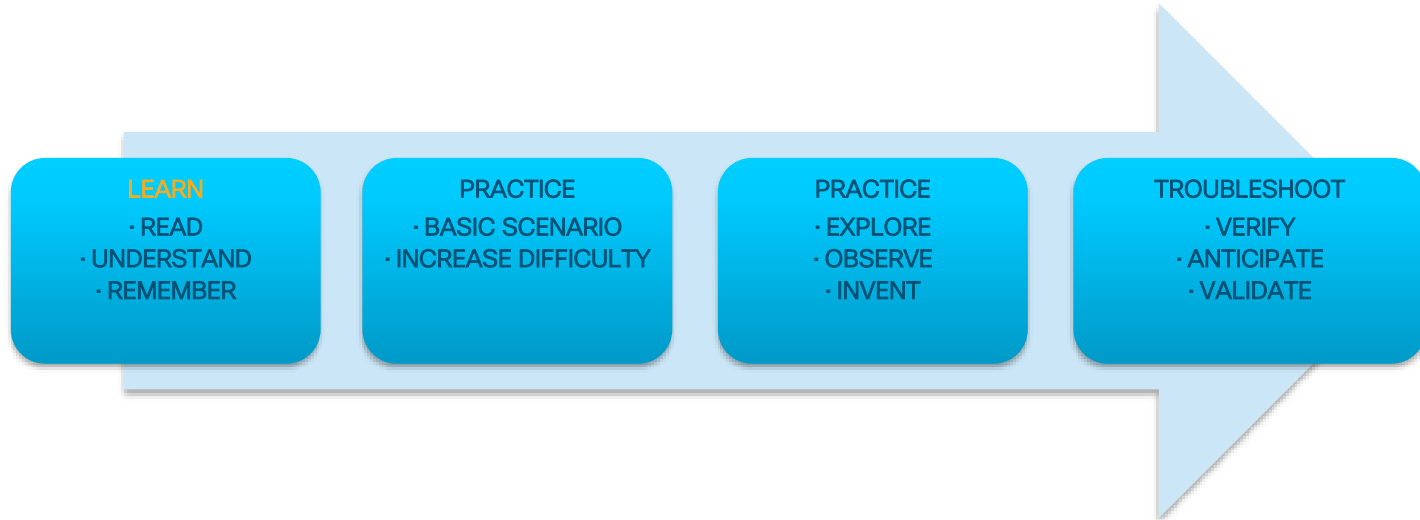 LEARN
· READ
· UNDERSTAND
· REMEMBER
PRACTICE
· BASIC SCENARIO
· INCREASE DIFFICULTY
PRACTICE
· EXPLORE
· OBSERVE
· INVENT
TROUBLESHOOT
· VERIFY
· ANTICIPATE
· VALIDATE